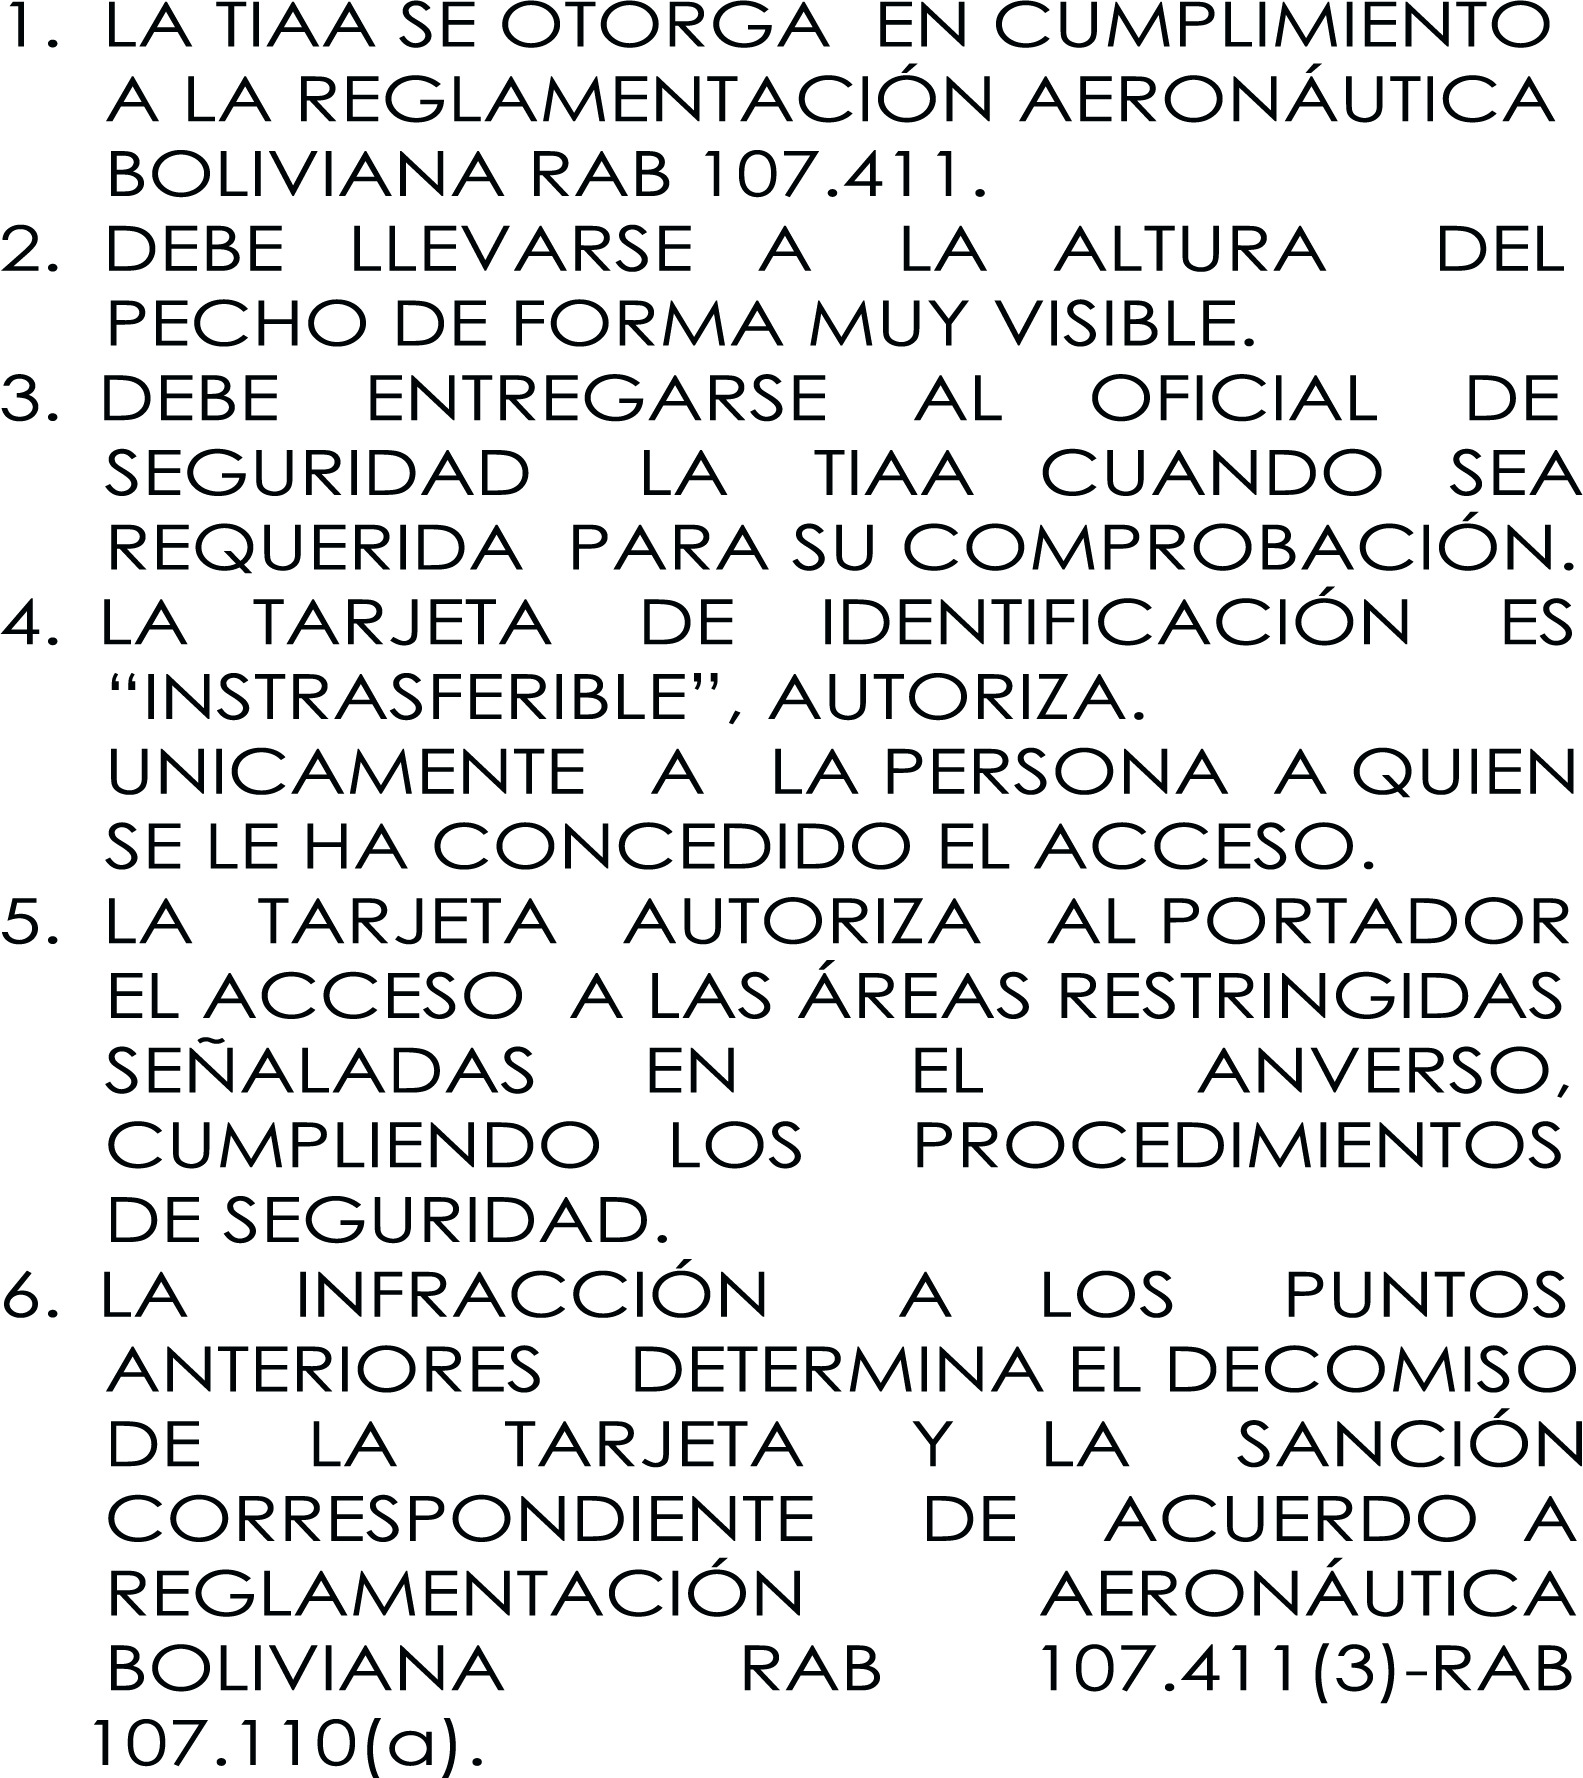 1. LA TIAA SE OTORGA EN CUMPLIMIENTO
A LA REGLAMENTACIÓN AERONÁUTICA
BOLIVIANA RAB 107.411.
2. DEBE LLEVARSE A LA ALTURA DEL
PECHO DE FORMA MUY VISIBLE.
3. DEBE ENTREGARSE AL OFICIAL DE
SEGURIDAD LA TIAA CUANDO SEA
REQUERIDA PARA SU COMPROBACIÓN.
4. LA TARJETA DE IDENTIFICACIÓN ES
“INSTRASFERIBLE”, AUTORIZA.
UNICAMENTE A LA PERSONA A QUIEN
SE LE HA CONCEDIDO EL ACCESO.
5. LA TARJETA AUTORIZA AL PORTADOR
EL ACCESO A LAS ÁREAS RESTRINGIDAS
SEÑALADAS EN EL ANVERSO,
CUMPLIENDO LOS PROCEDIMIENTOS
DE SEGURIDAD.
6. LA INFRACCIÓN A LOS PUNTOS
ANTERIORES DETERMINA EL DECOMISO
DE LA TARJETA Y LA SANCIÓN
CORRESPONDIENTE DE ACUERDO A
REGLAMENTACIÓN AERONÁUTICA
BOLIVIANA RAB 107.411(3)-RAB
107.110(a).